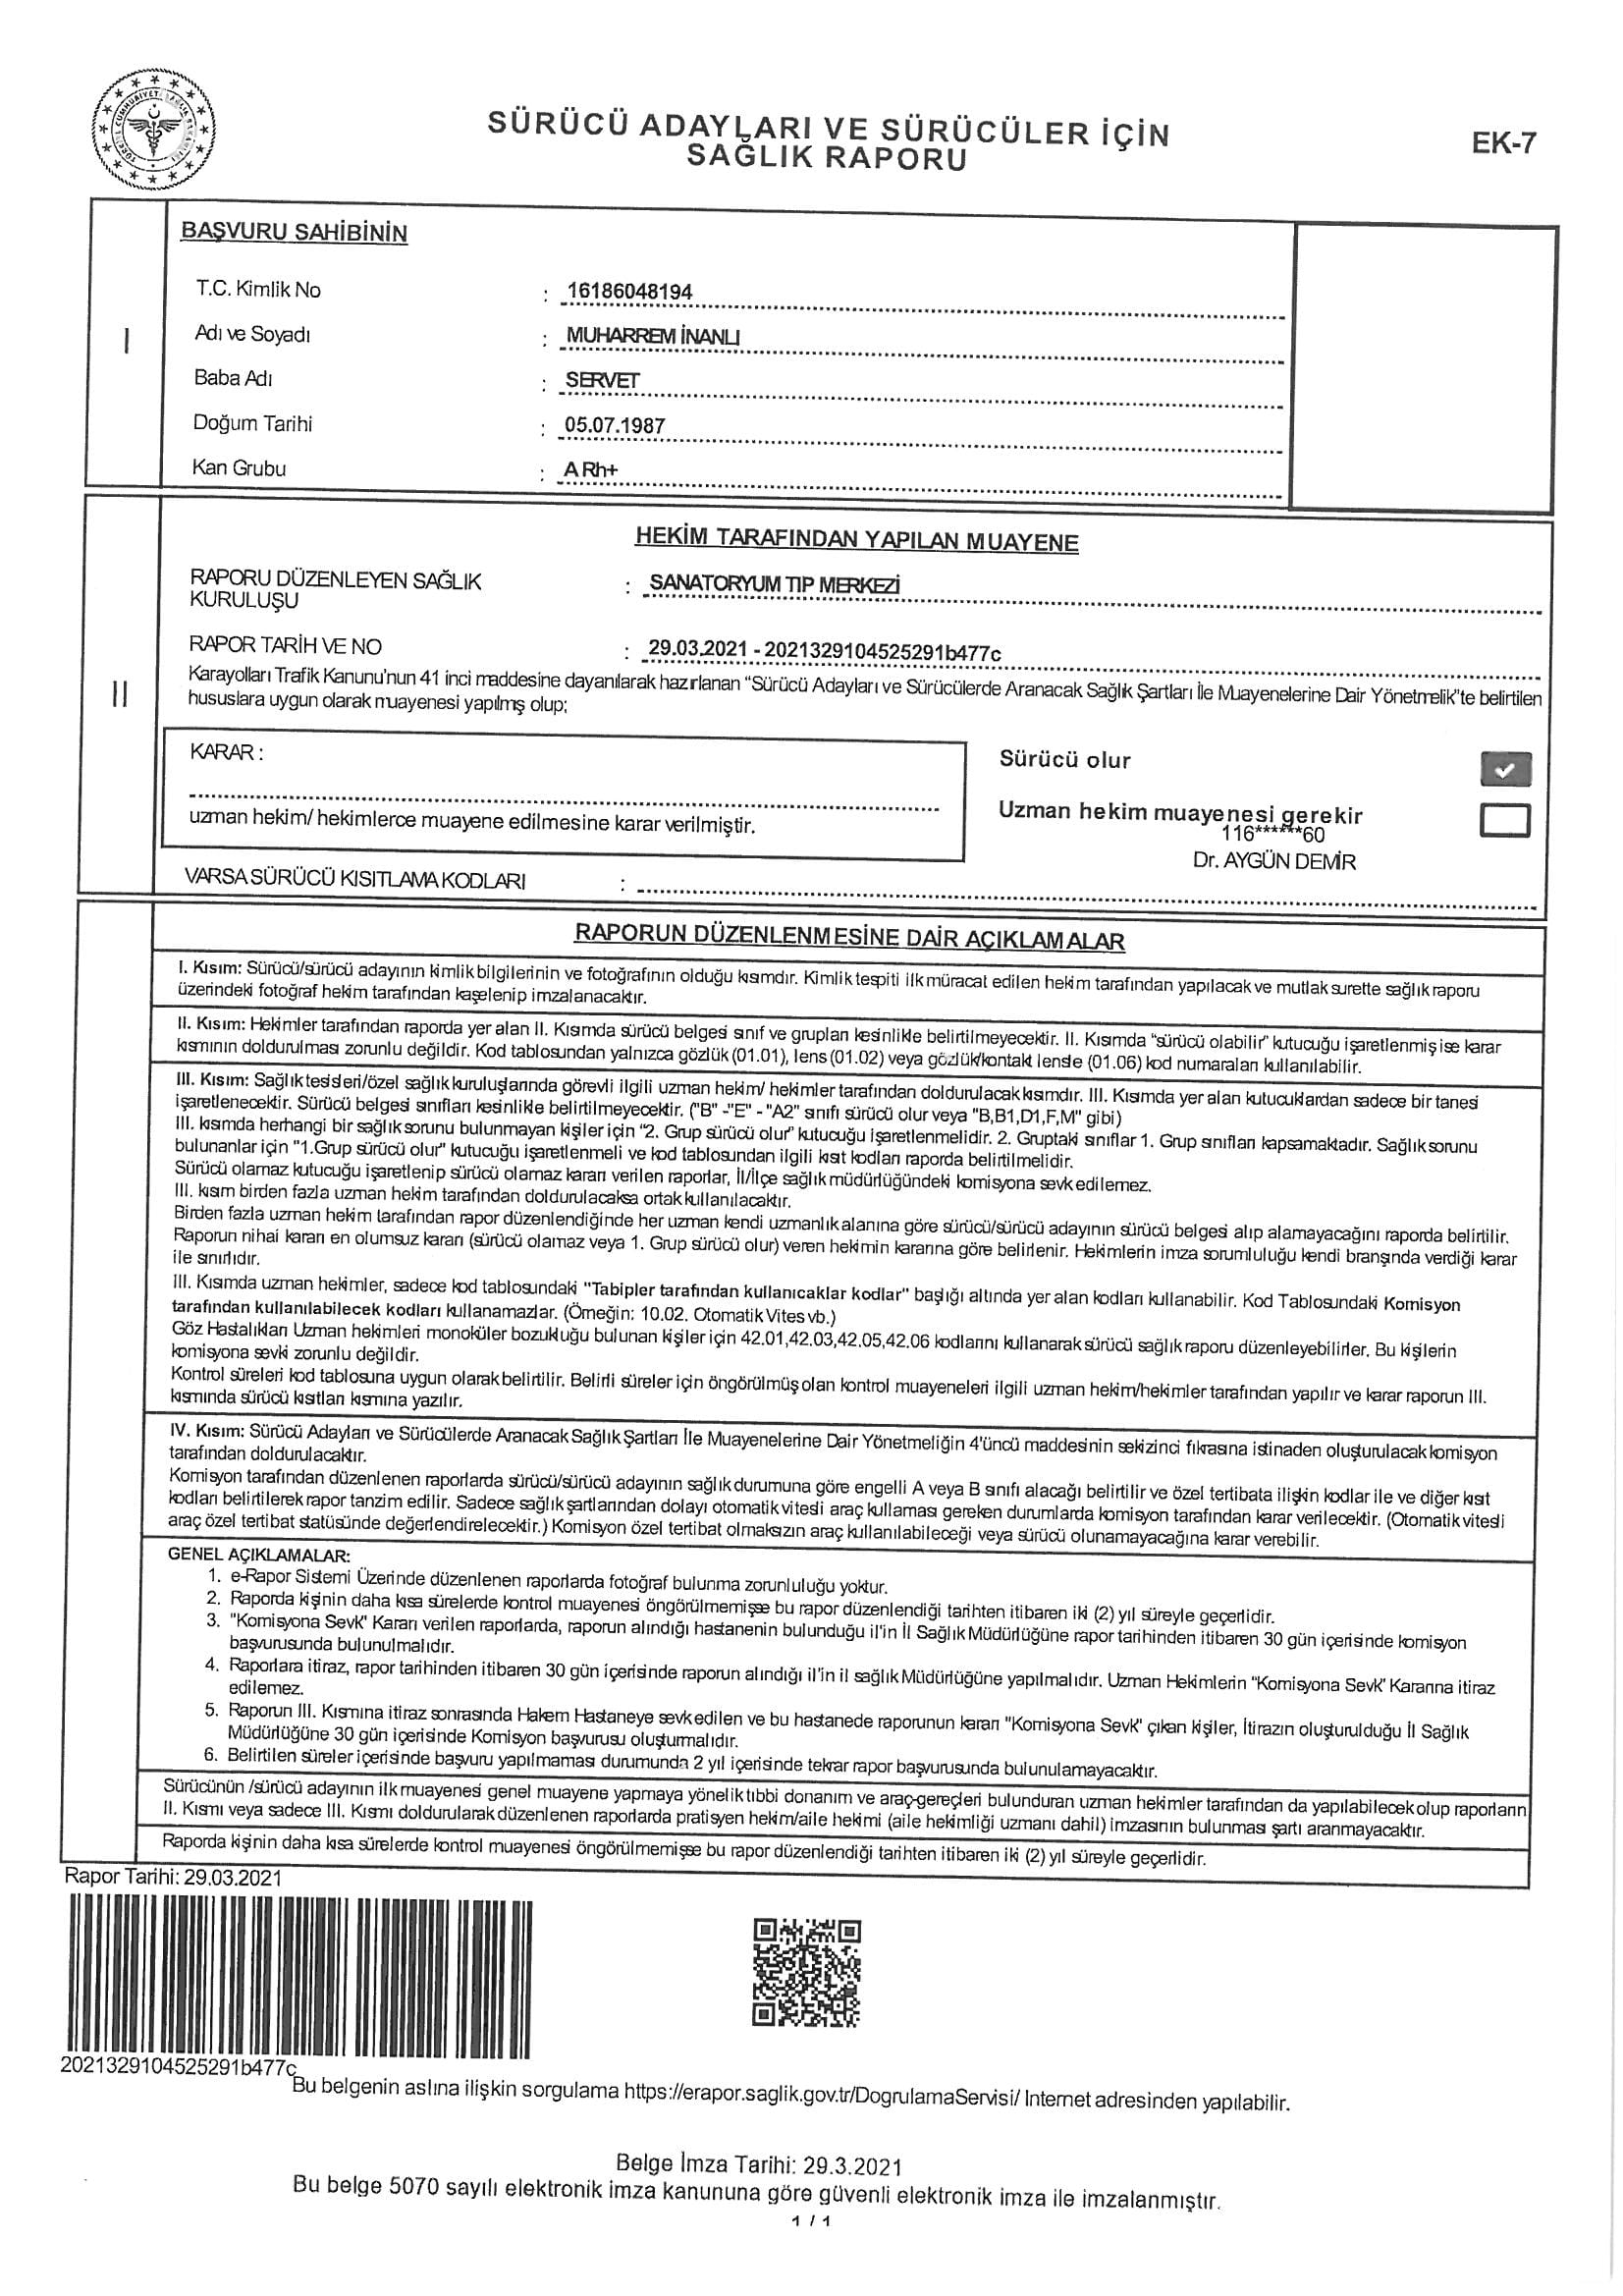 SÜRÜCÜ ADAYLARI VE SÜRÜCÜLER İÇİN
SAĞLIK RAPORU
EK-7
I
BAŞVURU SAHİBİNİN
T.C. Kimlik No : 16186048194
Adı ve Soyadı : MUHARREM İNANLI
Baba Adı : SERVET
Doğum Tarihi : 05.07.1987
Kan Grubu : A Rh+
II
HEKİM TARAFINDAN YAPILAN MUAYENE
RAPORU DÜZENLEYEN SAĞLIK
KURULUŞU : SANATORYUM TIP MERKEZİ
RAPOR TARİH VE NO : 29.03.2021 - 2021329104525291b477c
Karayolları Trafik Kanunu'nun 41 inci maddesine dayanılarak hazırlanan "Sürücü Adayları ve Sürücülerde Aranacak Sağlık Şartları İle Muayenelerine Dair Yönetmelik"te belirtilen
hususlara uygun olarak muayenesi yapılmış olup;
KARAR :
uzman hekim/ hekimlerce muayene edilmesine karar verilmiştir.
Sürücü olur
Uzman hekim muayenesi gerekir
116******60
Dr. AYGÜN DEMİR
VARSA SÜRÜCÜ KISITLAMA KODLARI :
RAPORUN DÜZENLENMESİNE DAİR AÇIKLAMALAR
I. Kısım: Sürücü/sürücü adayının kimlik bilgilerinin ve fotoğrafının olduğu kısmdır. Kimlik tespiti ilk müracat edilen hekim tarafından yapılacak ve mutlak surette sağlık raporu
üzerindeki fotoğraf hekim tarafından kaşelenip imzalanacaktır.
II. Kısım: Hekimler tarafından raporda yer alan II. Kısımda sürücü belgesi sınıf ve grupları kesinlikle belirtilmeyecektir. II. Kısımda "sürücü olabilir" kutucuğu işaretlenmiş ise karar
kısmının doldurulması zorunlu değildir. Kod tablosundan yalnızca gözlük (01.01), lens (01.02) veya gözlük/kontakt lensle (01.06) kod numaraları kullanılabilir.
III. Kısım: Sağlık tesisleri/özel sağlık kuruluşlarında görevli ilgili uzman hekim/ hekimler tarafından doldurulacak kısımdır. III. Kısımda yer alan kutucuklardan sadece bir tanesi
işaretlenecektir. Sürücü belgesi sınıfları kesinlikle belirtilmeyecektir. ("B" -"E" - "A2" sınıfı sürücü olur veya "B,B1,D1,F,M" gibi)
III. kısımda herhangi bir sağlık sorunu bulunmayan kişiler için "2. Grup sürücü olur" kutucuğu işaretlenmelidir. 2. Gruptaki sınıflar 1. Grup sınıfları kapsamaktadır. Sağlık sorunu
bulunanlar için "1.Grup sürücü olur" kutucuğu işaretlenmeli ve kod tablosundan ilgili kısıt kodları raporda belirtilmelidir.
Sürücü olamaz kutucuğu işaretlenip sürücü olamaz kararı verilen raporlar, İl/İlçe sağlık müdürlüğündeki komisyona sevk edilemez.
III. kısım birden fazla uzman hekim tarafından doldurulacaksa ortak kullanılacaktır.
Birden fazla uzman hekim tarafından rapor düzenlendiğinde her uzman kendi uzmanlık alanına göre sürücü/sürücü adayının sürücü belgesi alıp alamayacağını raporda belirtilir.
Raporun nihai kararı en olumsuz kararı (sürücü olamaz veya 1. Grup sürücü olur) veren hekimin kararına göre belirlenir. Hekimlerin imza sorumluluğu kendi branşında verdiği karar
ile sınırlıdır.
III. Kısımda uzman hekimler, sadece kod tablosundaki "Tabipler tarafından kullanıcaklar kodlar" başlığı altında yer alan kodları kullanabilir. Kod Tablosundaki Komisyon
tarafından kullanılabilecek kodları kullanamazlar. (Örneğin: 10.02. Otomatik Vites vb.)
Göz Hastalıkları Uzman hekimleri monoküler bozukluğu bulunan kişiler için 42.01,42.03,42.05,42.06 kodlarını kullanarak sürücü sağlık raporu düzenleyebilirler. Bu kişilerin
komisyona sevki zorunlu değildir.
Kontrol süreleri kod tablosuna uygun olarak belirtilir. Belirli süreler için öngörülmüş olan kontrol muayeneleri ilgili uzman hekim/hekimler tarafından yapılır ve karar raporun III.
kısmında sürücü kısıtları kısmına yazılır.
IV. Kısım: Sürücü Adayları ve Sürücülerde Aranacak Sağlık Şartları İle Muayenelerine Dair Yönetmeliğin 4'üncü maddesinin sekizinci fıkrasına istinaden oluşturulacak komisyon
tarafından doldurulacaktır.
Komisyon tarafından düzenlenen raporlarda sürücü/sürücü adayının sağlık durumuna göre engelli A veya B sınıfı alacağı belirtilir ve özel tertibata ilişkin kodlar ile ve diğer kısıt
kodları belirtilerek rapor tanzim edilir. Sadece sağlık şartlarından dolayı otomatik vitesli araç kullaması gereken durumlarda komisyon tarafından karar verilecektir. (Otomatik vitesli
araç özel tertibat statüsünde değerlendirelecektir.) Komisyon özel tertibat olmaksızın araç kullanılabileceği veya sürücü olunamayacağına karar verebilir.
GENEL AÇIKLAMALAR:
1. e-Rapor Sistemi Üzerinde düzenlenen raporlarda fotoğraf bulunma zorunluluğu yoktur.
2. Raporda kişinin daha kısa sürelerde kontrol muayenesi öngörülmemişse bu rapor düzenlendiği tarihten itibaren iki (2) yıl süreyle geçerlidir.
3. "Komisyona Sevk" Kararı verilen raporlarda, raporun alındığı hastanenin bulunduğu il'in İl Sağlık Müdürlüğüne rapor tarihinden itibaren 30 gün içerisinde komisyon
başvurusunda bulunulmalıdır.
4. Raporlara itiraz, rapor tarihinden itibaren 30 gün içerisinde raporun alındığı il'in il sağlık Müdürlüğüne yapılmalıdır. Uzman Hekimlerin "Komisyona Sevk" Kararına itiraz
edilemez.
5. Raporun III. Kısmına itiraz sonrasında Hakem Hastaneye sevk edilen ve bu hastanede raporunun kararı "Komisyona Sevk" çıkan kişiler, İtirazın oluşturulduğu İl Sağlık
Müdürlüğüne 30 gün içerisinde Komisyon başvurusu oluşturmalıdır.
6. Belirtilen süreler içerisinde başvuru yapılmaması durumunda 2 yıl içerisinde tekrar rapor başvurusunda bulunulamayacaktır.
Sürücünün /sürücü adayının ilk muayenesi genel muayene yapmaya yönelik tıbbi donanım ve araç-gereçleri bulunduran uzman hekimler tarafından da yapılabilecek olup raporların
II. Kısmı veya sadece III. Kısmı doldurularak düzenlenen raporlarda pratisyen hekim/aile hekimi (aile hekimliği uzmanı dahil) imzasının bulunması şartı aranmayacaktır.
Raporda kişinin daha kısa sürelerde kontrol muayenesi öngörülmemişse bu rapor düzenlendiği tarihten itibaren iki (2) yıl süreyle geçerlidir.
Rapor Tarihi: 29.03.2021
2021329104525291b477c
Bu belgenin aslına ilişkin sorgulama https://erapor.saglik.gov.tr/DogrulamaServisi/ Internet adresinden yapılabilir.
Belge İmza Tarihi: 29.3.2021
Bu belge 5070 sayılı elektronik imza kanununa göre güvenli elektronik imza ile imzalanmıştır.
1 / 1